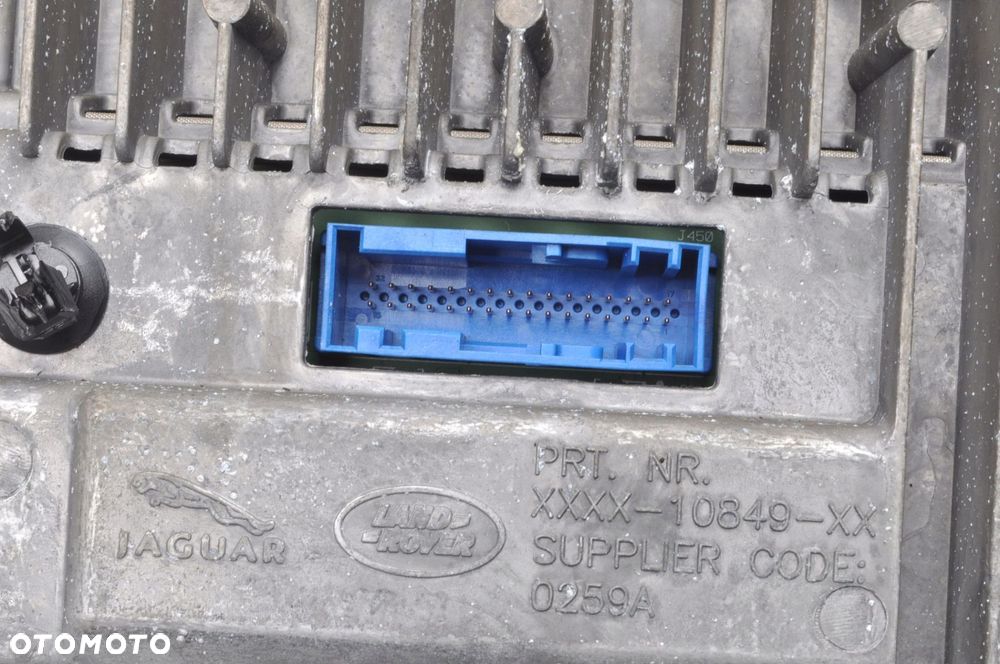 J450
JAGUAR
LAND-
-ROVER
PRT. NR.
XXXX-10849-XX
SUPPLIER CODE:
0259A
OTOMOTO